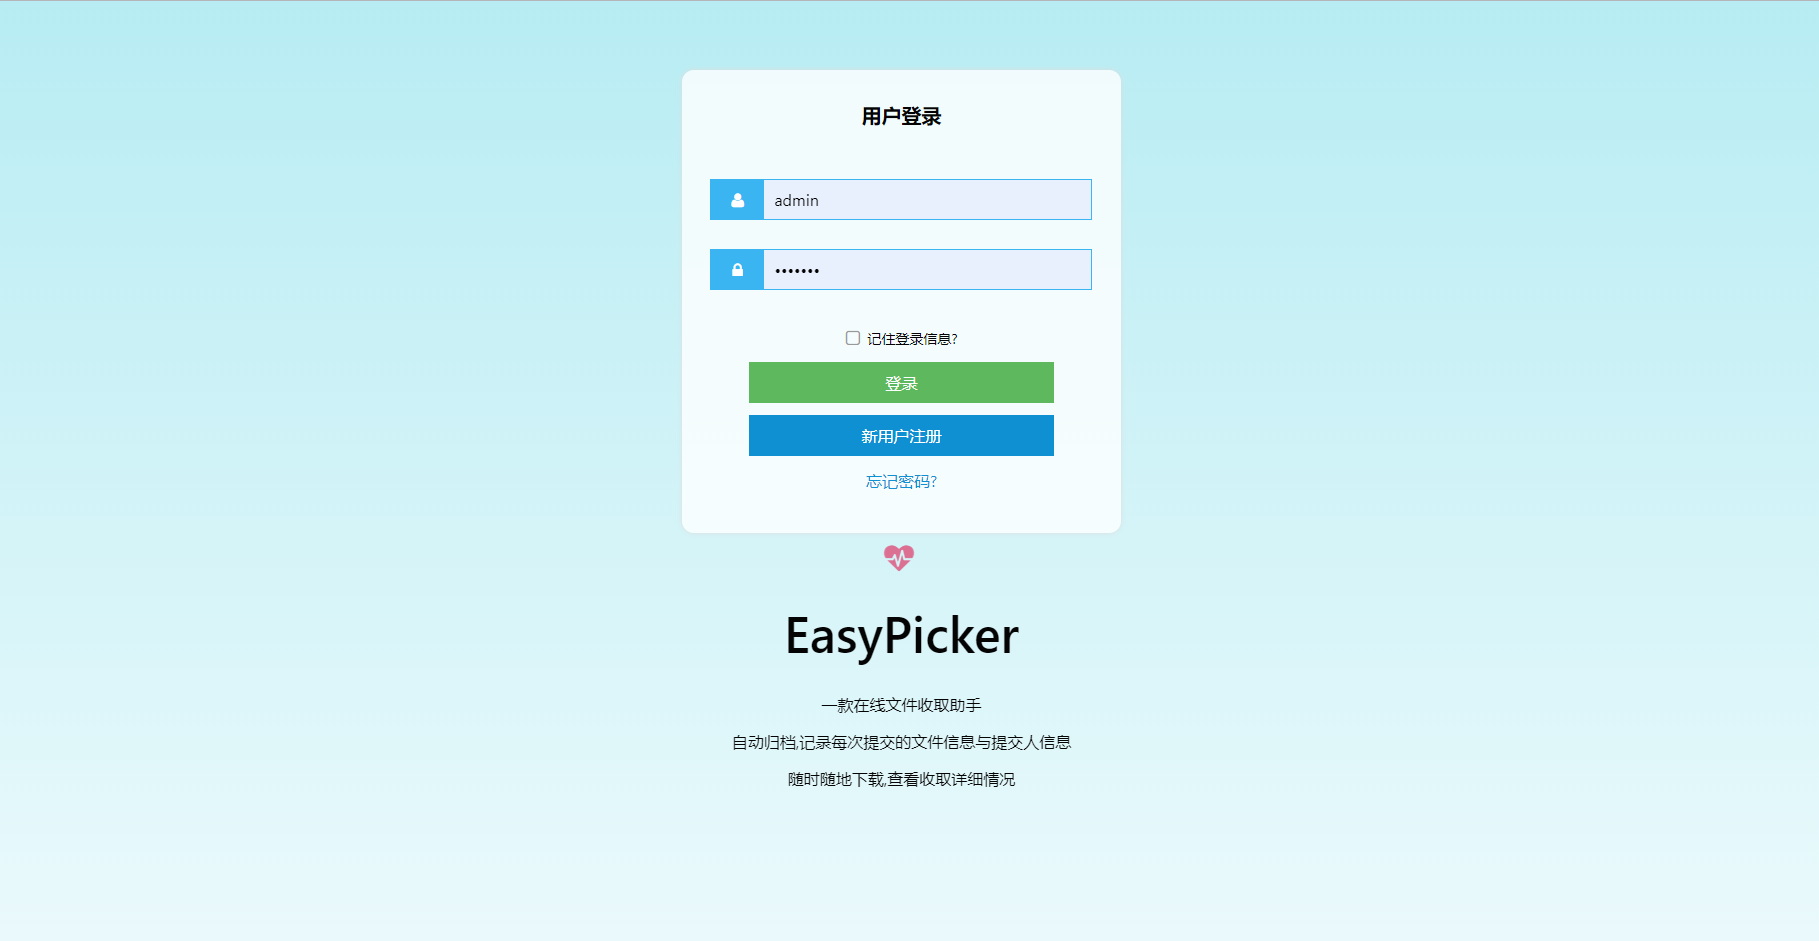 用户登录
admin
•••••••
记住登录信息?
登录
新用户注册
忘记密码?
EasyPicker
一款在线文件收取助手
自动归档,记录每次提交的文件信息与提交人信息
随时随地下载,查看收取详细情况